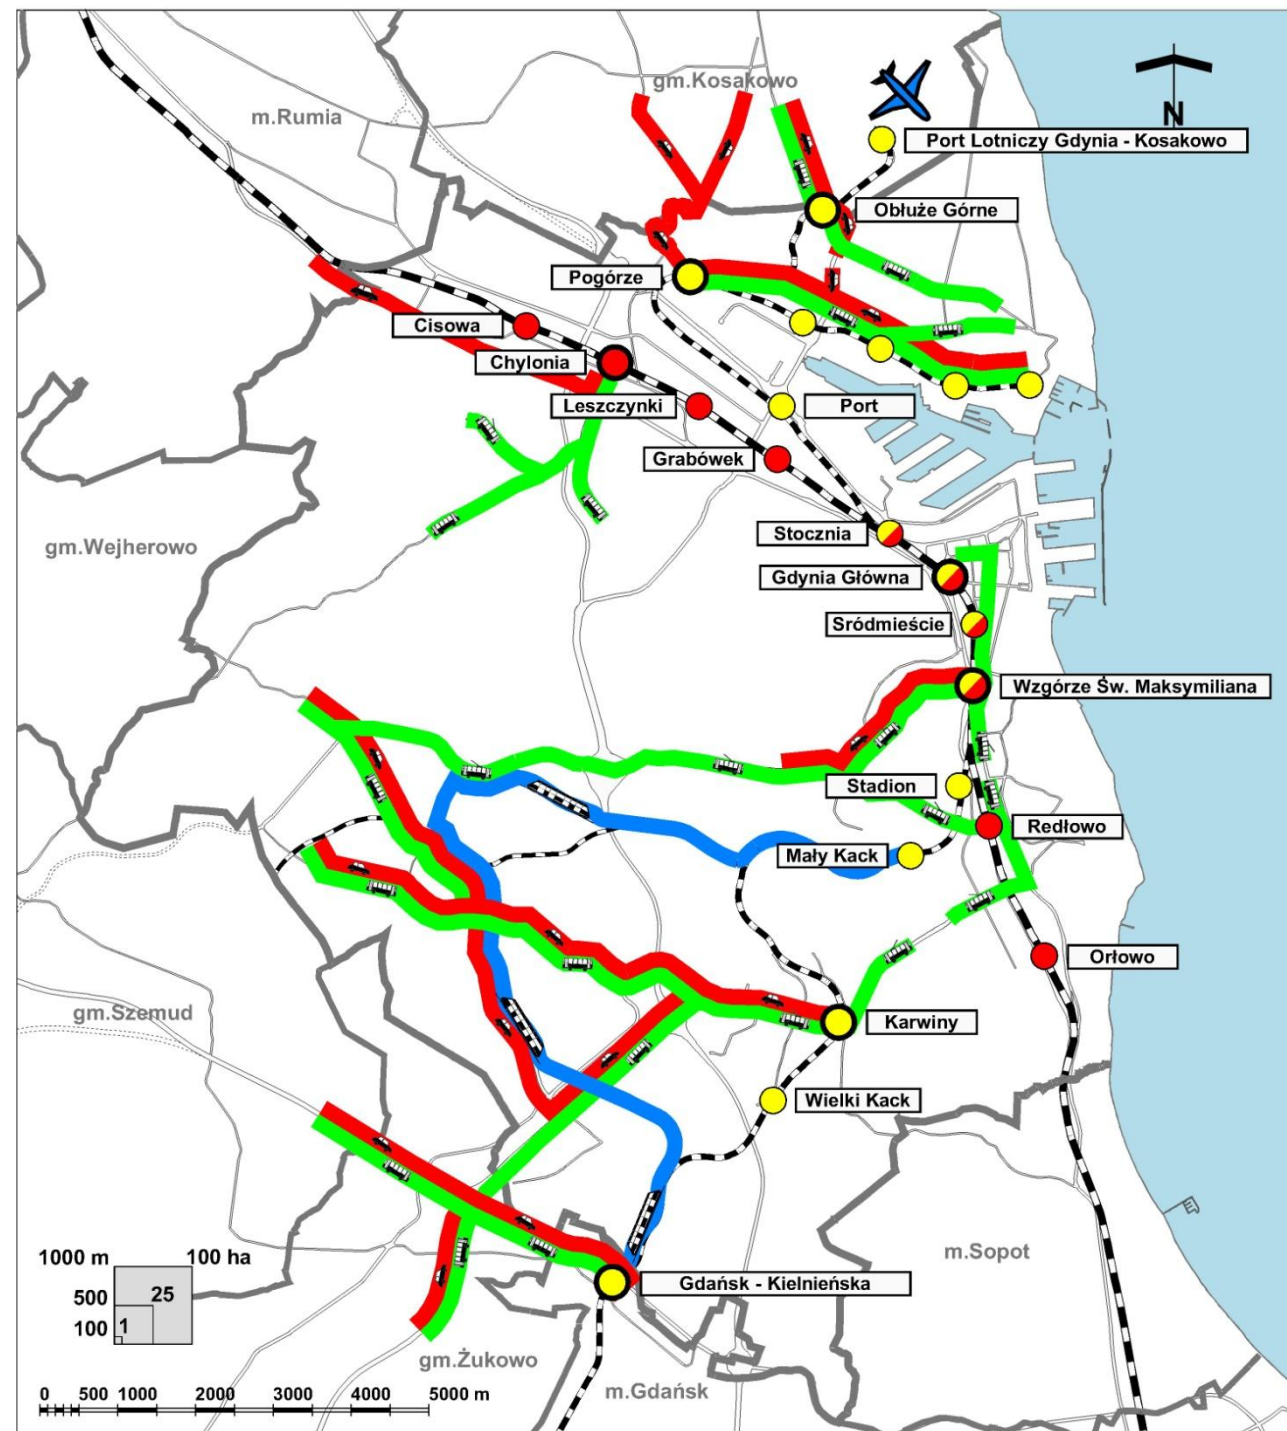 gm.Kosakowo
m.Rumia
N
Port Lotniczy Gdynia - Kosakowo
Obłuże Górne
Pogórze
Cisowa
Chylonia
Leszczynki
Port
Grabówek
Stocznia
gm.Wejherowo
Gdynia Główna
Sródmieście
Wzgórze Św. Maksymiliana
Stadion
Redłowo
Mały Kack
Orłowo
gm.Szemud
Karwiny
Wielki Kack
m.Sopot
1000 m 100 ha
500 25
100 1
Gdańsk - Kielnieńska
gm.Żukowo
m.Gdańsk
0 500 1000 2000 3000 4000 5000 m